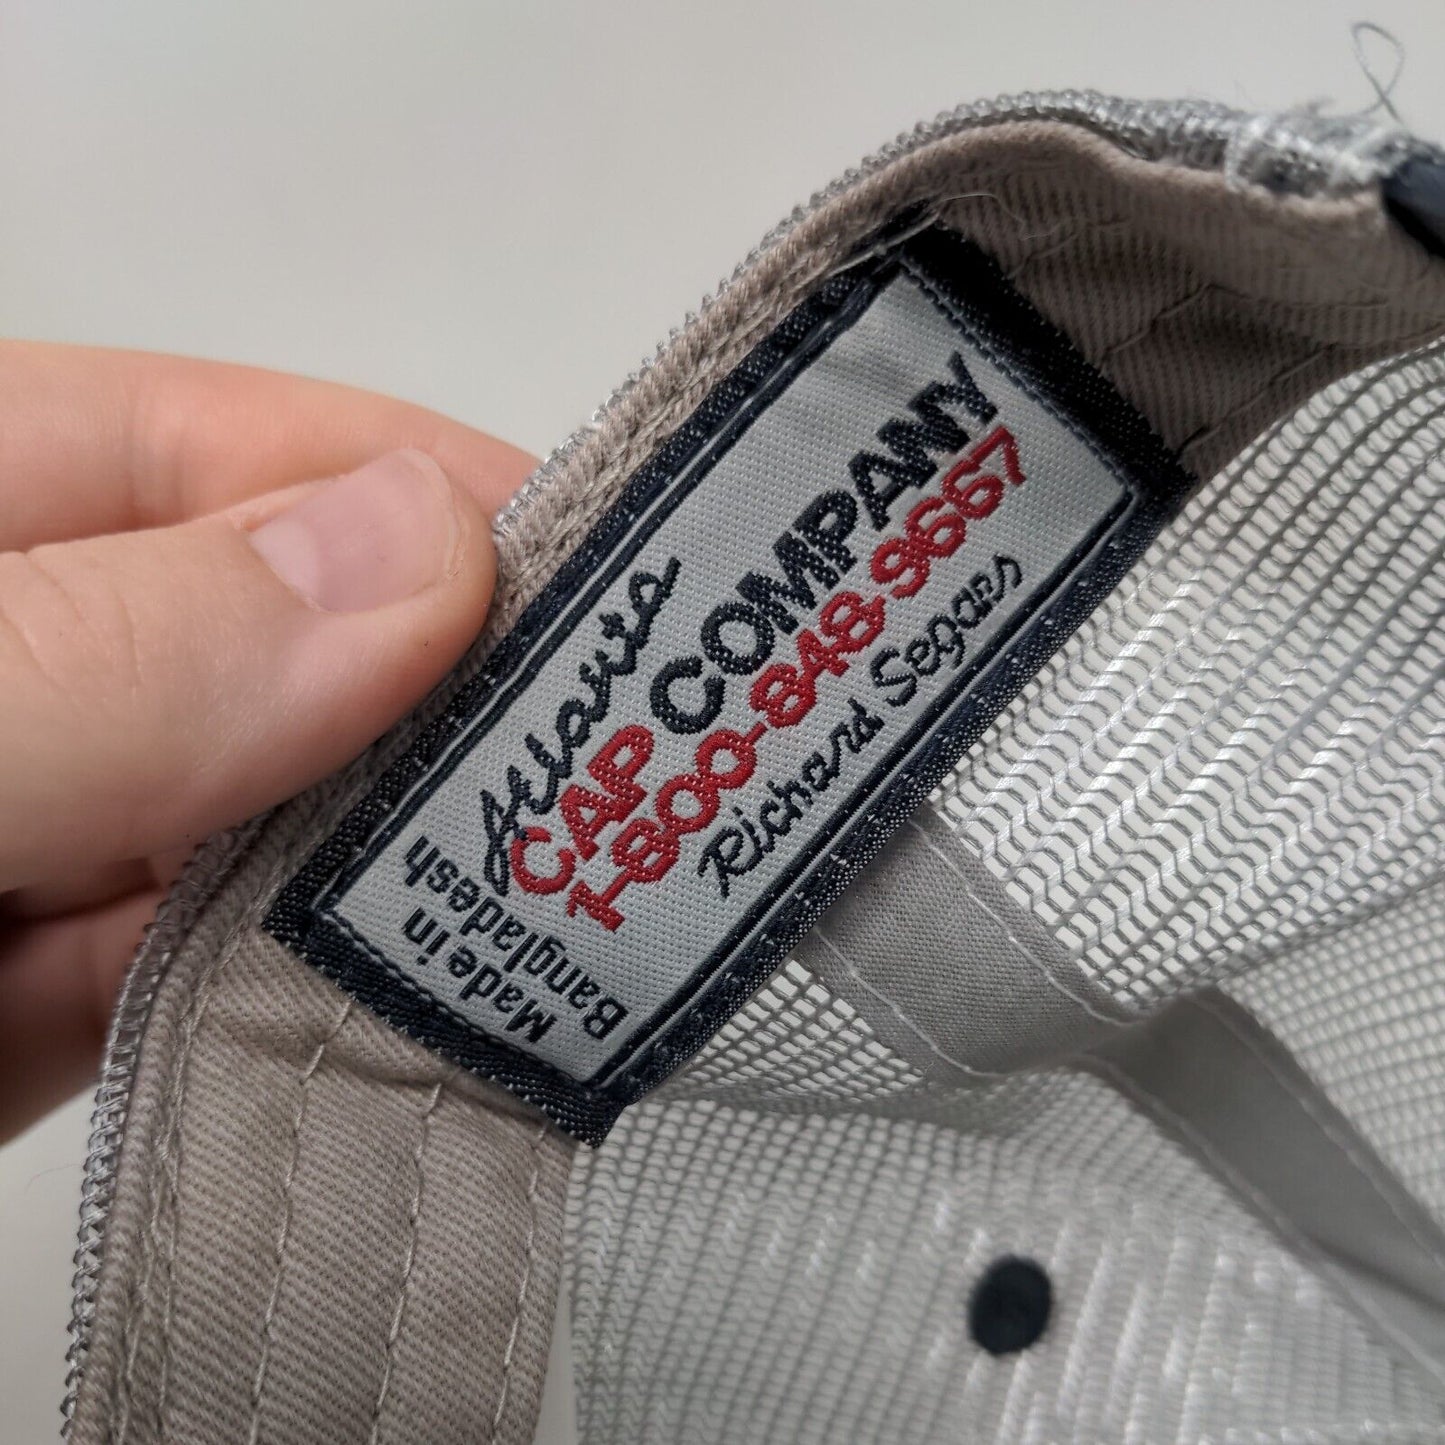 Atlanta
CAP COMPANY
1-800-848-9667
Richard Segars
Made in
Bangladesh